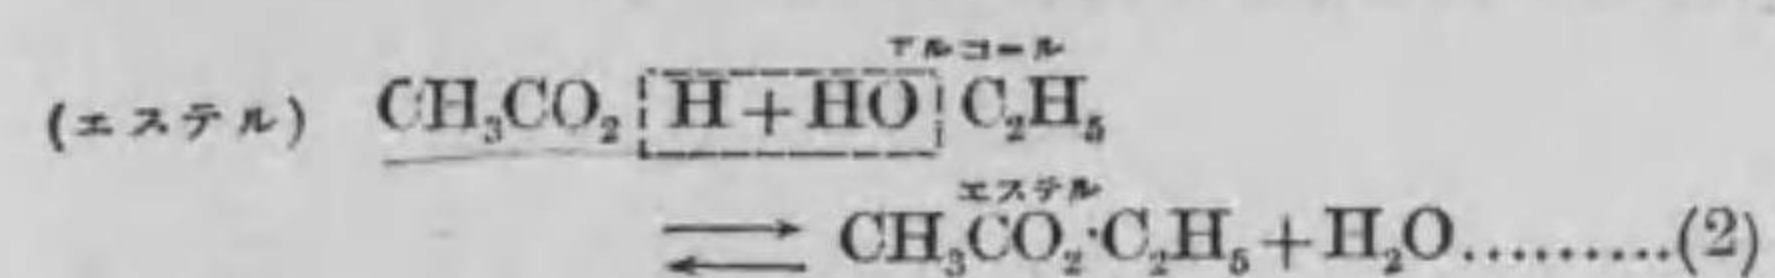 アルコール
(エステル) CH₃CO₂ H+HO C₂H₅
エステル
⇄ CH₃CO₂·C₂H₅+H₂O.........(2)